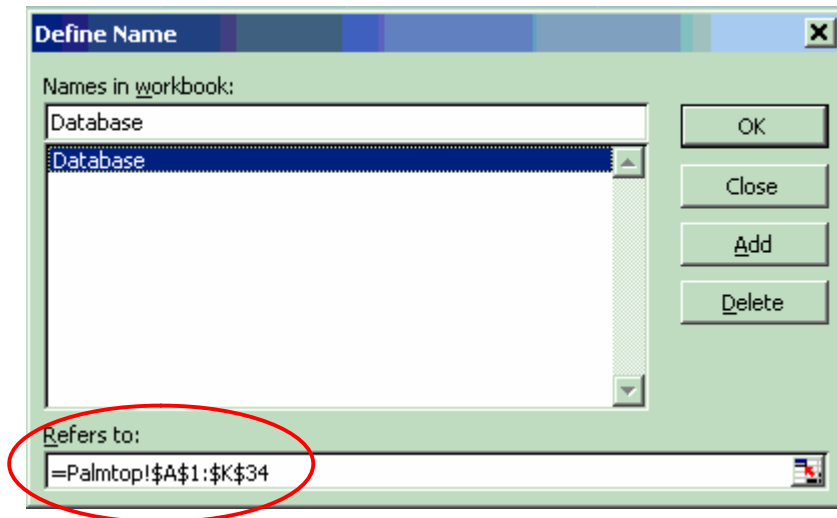 Define Name
Names in workbook:
Database
OK
Database
Close
Add
Delete
Refers to:
=Palmtop!$A$1:$K$34